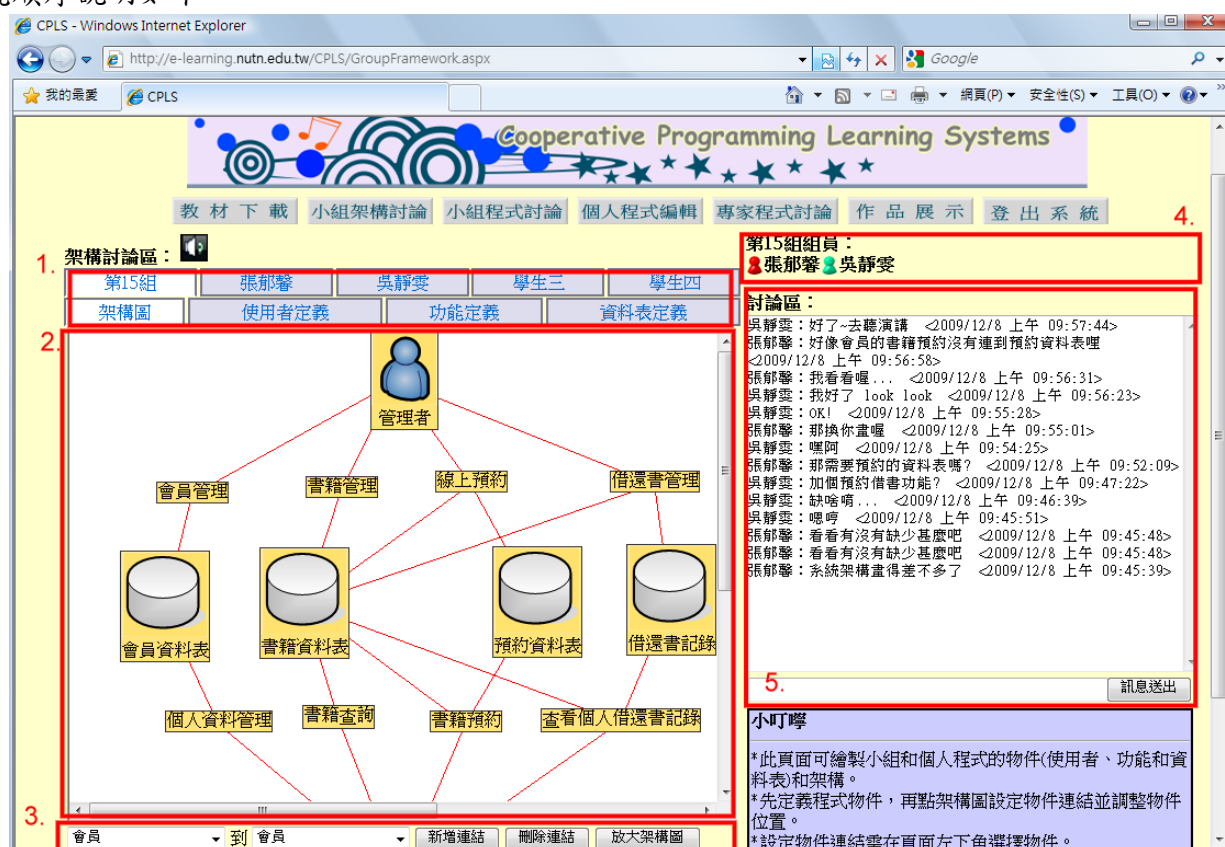 CPLS - Windows Internet Explorer
http://e-learning.nutn.edu.tw/CPLS/GroupFramework.aspx
Google
我的最愛
CPLS
網頁(P)
安全性(S)
工具(O)
Cooperative Programming Learning Systems
教材下載 小組架構討論 小組程式討論 個人程式編輯 專家程式討論 作品展示 登出系統
4.
架構討論區：
第15組組員：
張郁馨 吳靜雯
1.
第15組 張郁馨 吳靜雯 學生三 學生四
架構圖 使用者定義 功能定義 資料表定義
2.
管理者
會員管理 書籍管理 線上預約 借還書管理
會員資料表 書籍資料表 預約資料表 借還書記錄
個人資料管理 書籍查詢 書籍預約 查看個人借還書記錄
討論區：
吳靜雯：好了~去聽演講 <2009/12/8 上午 09:57:44>
張郁馨：好像會員的書籍預約沒有連到預約資料表哩
<2009/12/8 上午 09:56:58>
張郁馨：我看看喔... <2009/12/8 上午 09:56:31>
吳靜雯：我好了 look look <2009/12/8 上午 09:56:23>
吳靜雯：OK! <2009/12/8 上午 09:55:28>
張郁馨：那換你畫喔 <2009/12/8 上午 09:55:01>
吳靜雯：嘿阿 <2009/12/8 上午 09:54:25>
張郁馨：那需要預約的資料表嗎? <2009/12/8 上午 09:52:09>
吳靜雯：加個預約借書功能? <2009/12/8 上午 09:47:22>
吳靜雯：缺啥唷... <2009/12/8 上午 09:46:39>
吳靜雯：嗯哼 <2009/12/8 上午 09:45:51>
張郁馨：看看有沒有缺少甚麼吧 <2009/12/8 上午 09:45:48>
張郁馨：看看有沒有缺少甚麼吧 <2009/12/8 上午 09:45:48>
張郁馨：系統架構畫得差不多了 <2009/12/8 上午 09:45:39>
5.
訊息送出
小叮嚀
*此頁面可繪製小組和個人程式的物件(使用者、功能和資
料表)和架構。
*先定義程式物件，再點架構圖設定物件連結並調整物件
位置。
*設定物件連結需在頁面左下角選擇物件。
3.
會員 到 會員 新增連結 刪除連結 放大架構圖